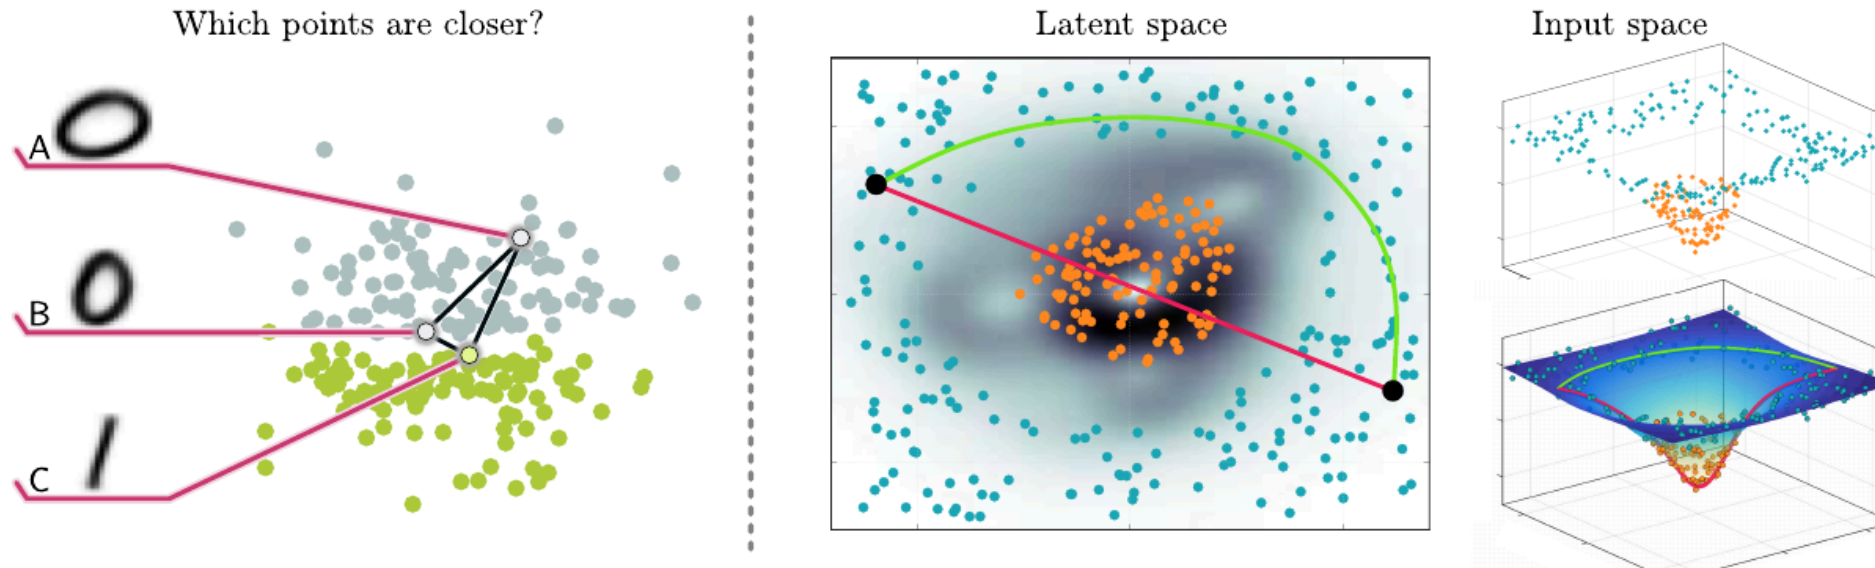 Which points are closer?
A
B
C
Latent space
Input space